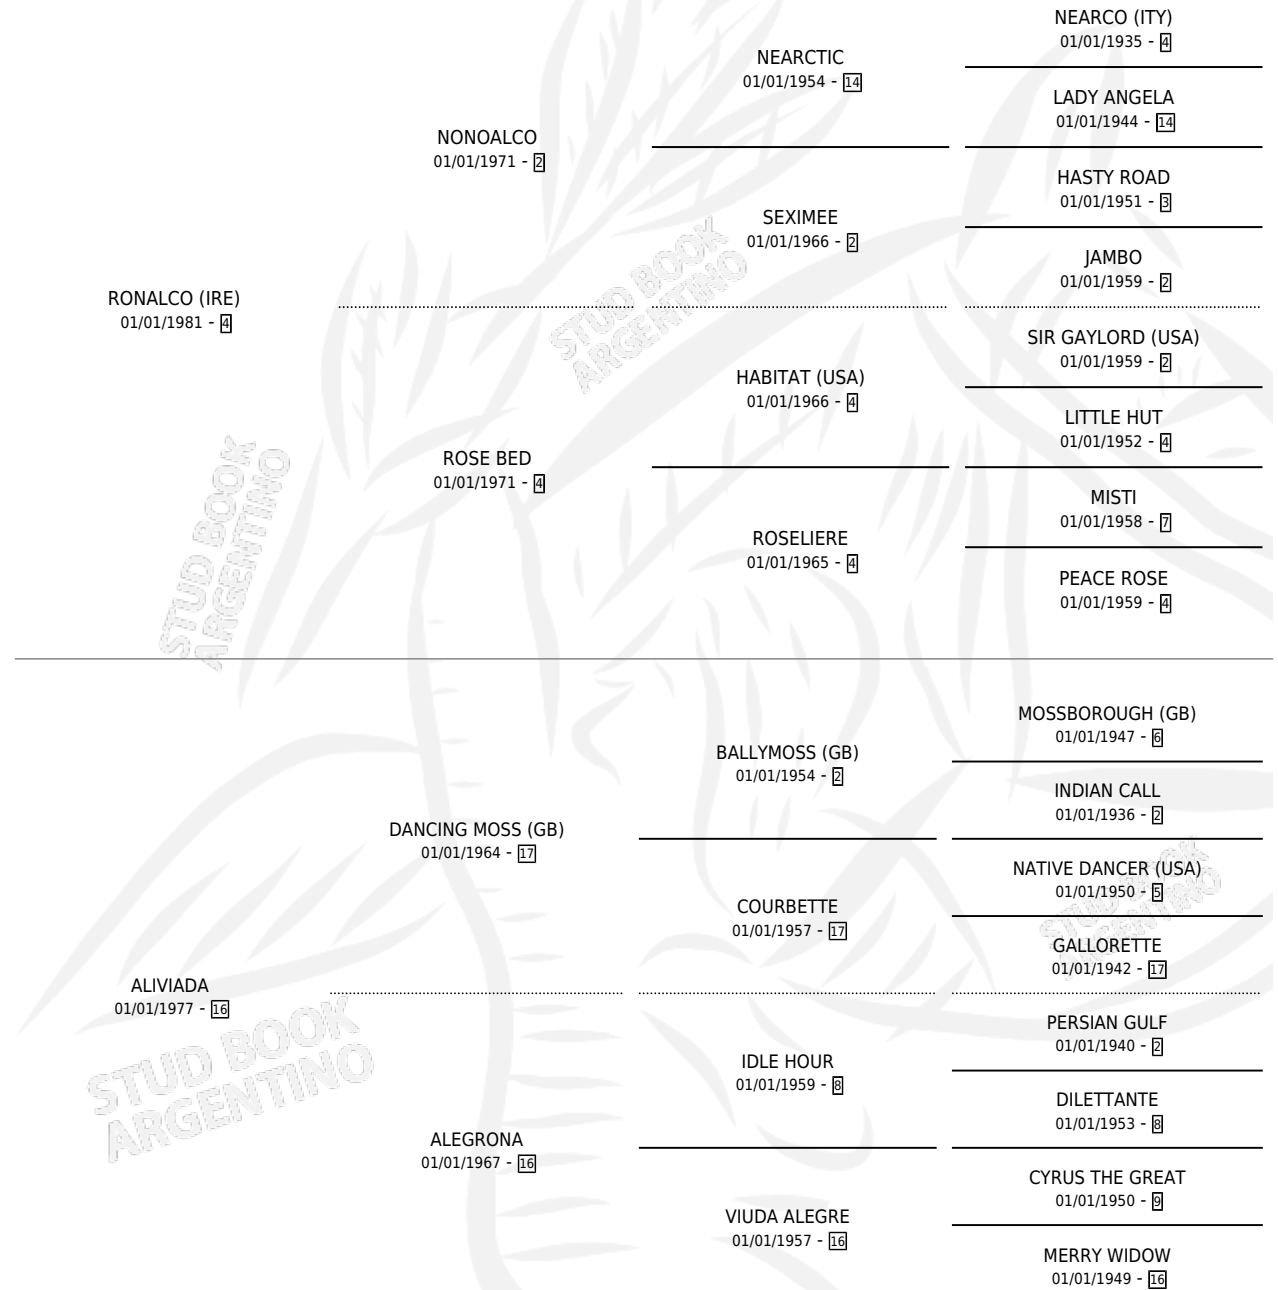 NEARCO (ITY)
01/01/1935 - 4
NEARCTIC
01/01/1954 - 14
LADY ANGELA
01/01/1944 - 14
NONOALCO
01/01/1971 - 2
HASTY ROAD
01/01/1951 - 3
SEXIMEE
01/01/1966 - 2
JAMBO
01/01/1959 - 2
RONALCO (IRE)
01/01/1981 - 4
SIR GAYLORD (USA)
01/01/1959 - 2
HABITAT (USA)
01/01/1966 - 4
LITTLE HUT
01/01/1952 - 4
ROSE BED
01/01/1971 - 4
MISTI
01/01/1958 - 7
ROSELIERE
01/01/1965 - 4
PEACE ROSE
01/01/1959 - 4
STUD BOOK
ARGENTINO
STUD BOOK
ARGENTINO
MOSSBOROUGH (GB)
01/01/1947 - 6
BALLYMOSS (GB)
01/01/1954 - 2
INDIAN CALL
01/01/1936 - 2
DANCING MOSS (GB)
01/01/1964 - 17
NATIVE DANCER (USA)
01/01/1950 - 5
COURBETTE
01/01/1957 - 17
GALLORETTE
01/01/1942 - 17
ALIVIADA
01/01/1977 - 16
PERSIAN GULF
01/01/1940 - 2
IDLE HOUR
01/01/1959 - 8
DILETTANTE
01/01/1953 - 8
ALEGRONA
01/01/1967 - 16
CYRUS THE GREAT
01/01/1950 - 9
VIUDA ALEGRE
01/01/1957 - 16
MERRY WIDOW
01/01/1949 - 16
STUD BOOK
ARGENTINO
STUD BOOK
ARGENTINO